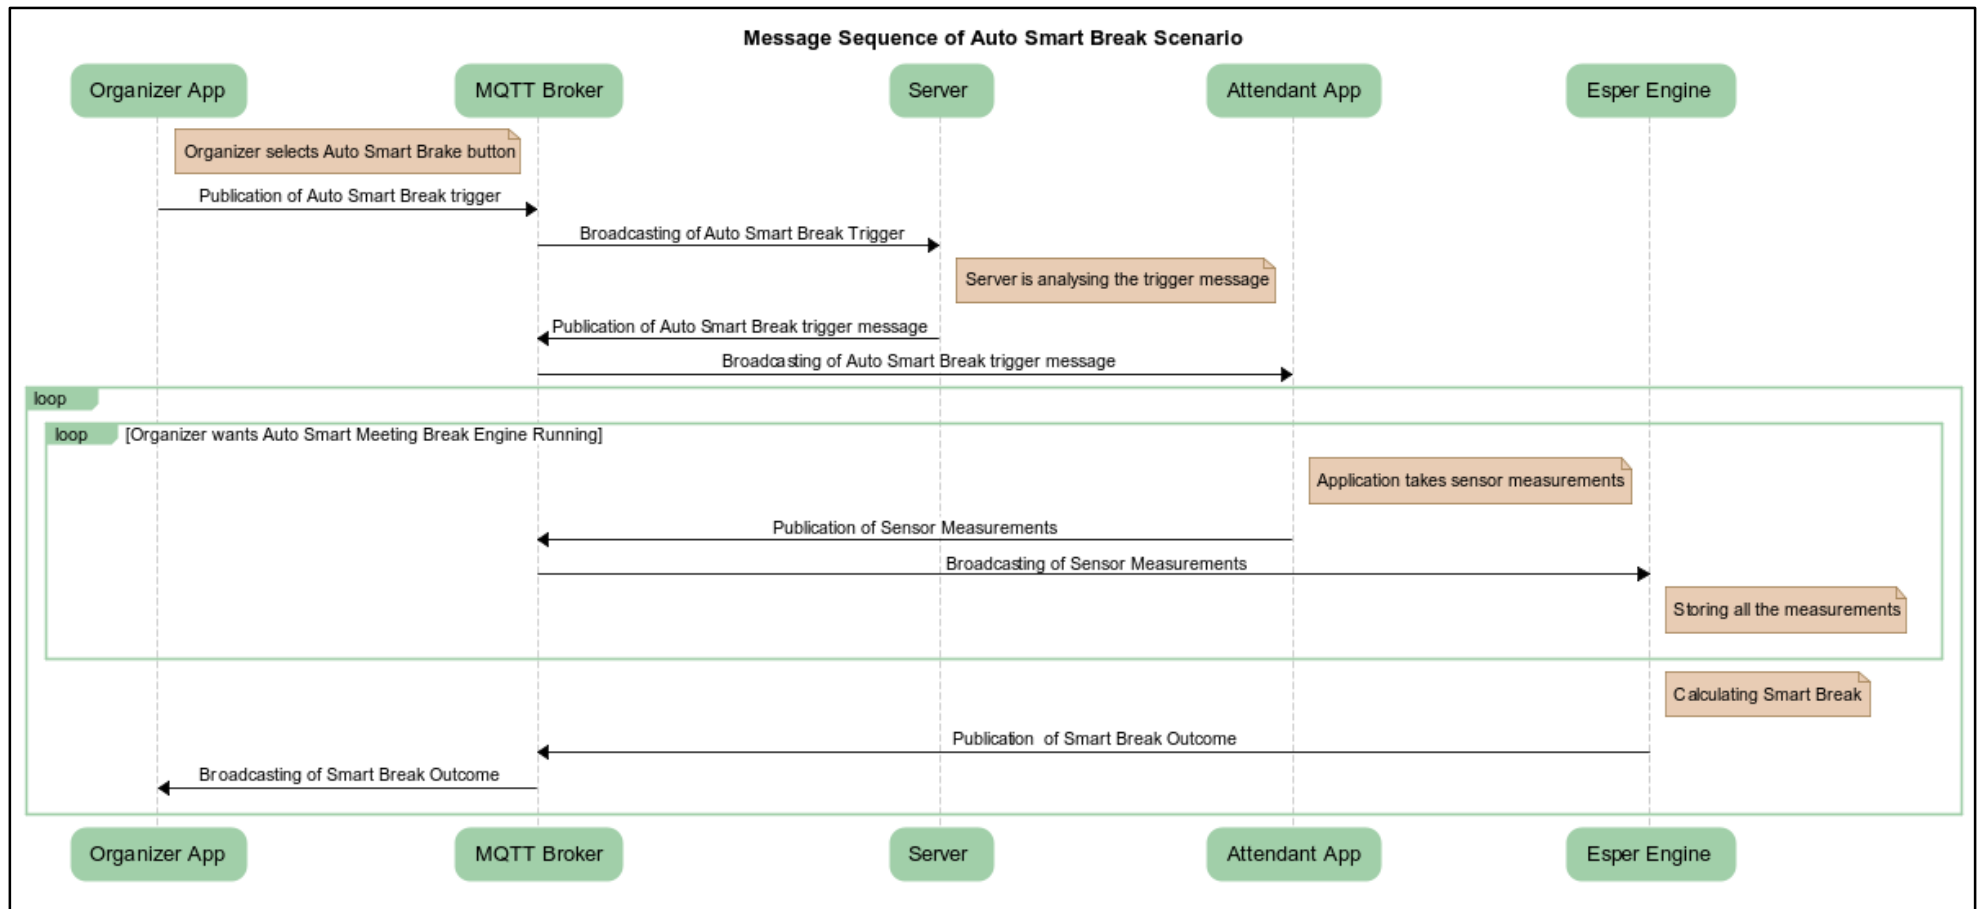 Message Sequence of Auto Smart Break Scenario
Organizer App
MQTT Broker
Server
Attendant App
Esper Engine
Organizer selects Auto Smart Brake button
Publication of Auto Smart Break trigger
Broadcasting of Auto Smart Break Trigger
Server is analysing the trigger message
Publication of Auto Smart Break trigger message
Broadcasting of Auto Smart Break trigger message
loop
loop
[Organizer wants Auto Smart Meeting Break Engine Running]
Application takes sensor measurements
Publication of Sensor Measurements
Broadcasting of Sensor Measurements
Storing all the measurements
Calculating Smart Break
Publication of Smart Break Outcome
Broadcasting of Smart Break Outcome
Organizer App
MQTT Broker
Server
Attendant App
Esper Engine